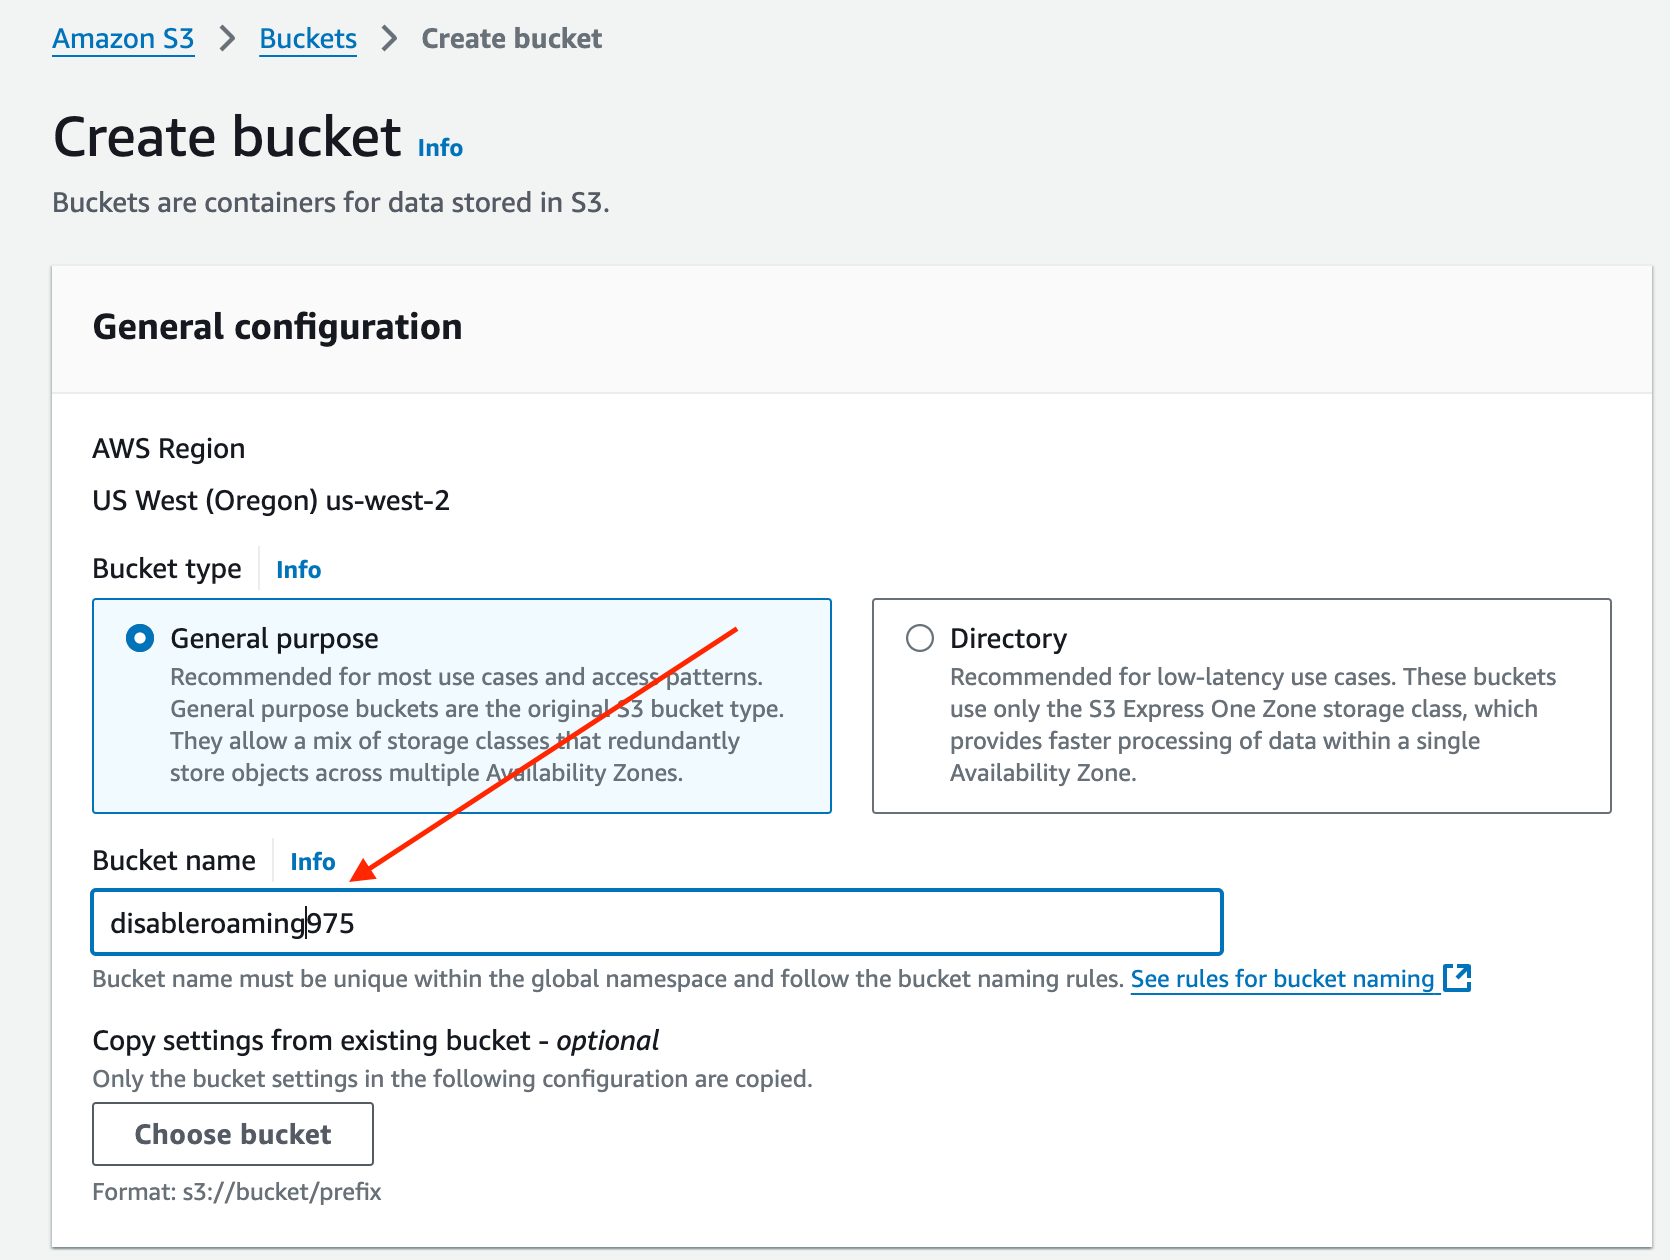 Amazon S3 > Buckets > Create bucket
Create bucket Info
Buckets are containers for data stored in S3.
General configuration
AWS Region
US West (Oregon) us-west-2
Bucket type Info
General purpose
Recommended for most use cases and access patterns.
General purpose buckets are the original S3 bucket type.
They allow a mix of storage classes that redundantly
store objects across multiple Availability Zones.
Directory
Recommended for low-latency use cases. These buckets
use only the S3 Express One Zone storage class, which
provides faster processing of data within a single
Availability Zone.
Bucket name Info
disableroaming975
Bucket name must be unique within the global namespace and follow the bucket naming rules. See rules for bucket naming
Copy settings from existing bucket - optional
Only the bucket settings in the following configuration are copied.
Choose bucket
Format: s3://bucket/prefix